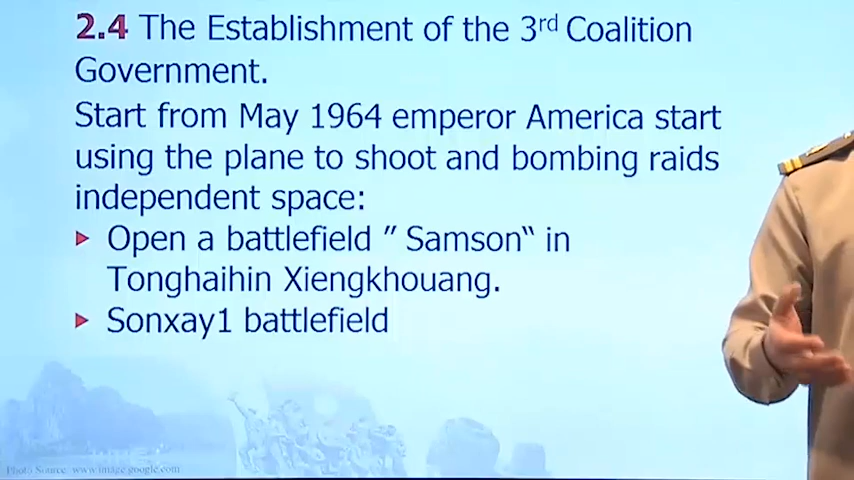 2.4 The Establishment of the 3rd Coalition
Government.
Start from May 1964 emperor America start
using the plane to shoot and bombing raids
independent space:
▸ Open a battlefield ” Samson“ in
Tonghaihin Xiengkhouang.
▸ Sonxay1 battlefield
Photo Source: www.image.google.com